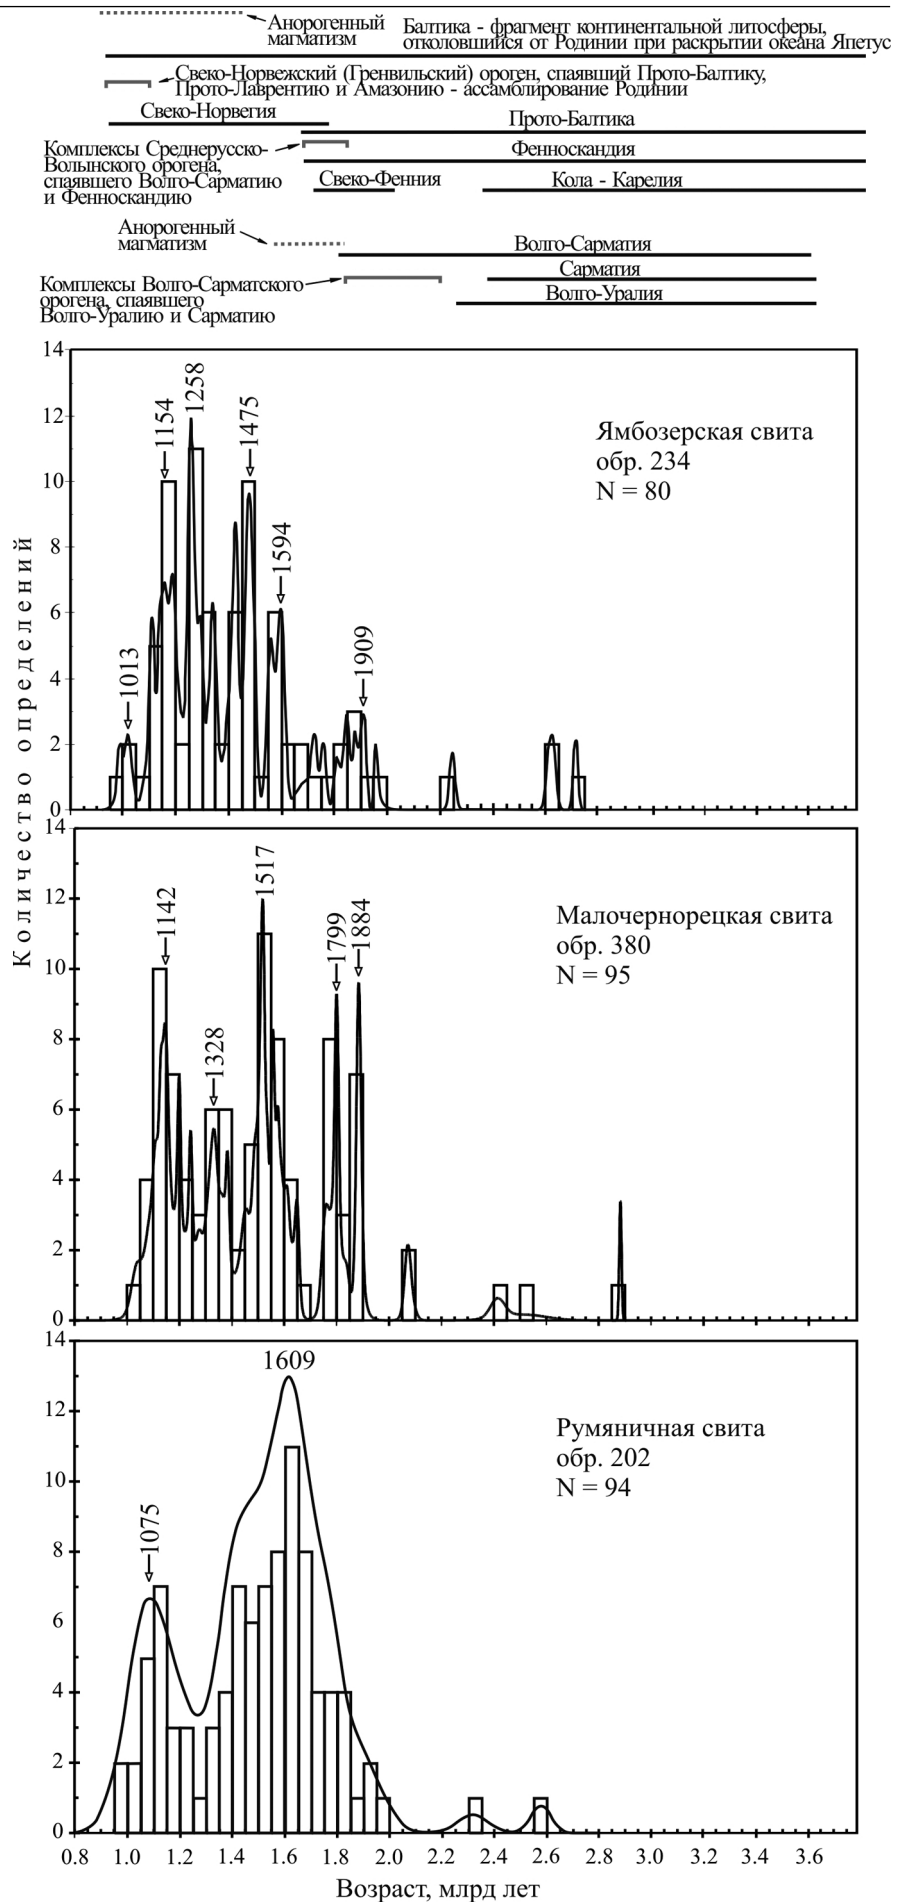 Анорогенный
магматизм
Балтика - фрагмент континентальной литосферы,
отколовшийся от Родинии при раскрытии океана Япетус
Свеко-Норвежский (Гренвильский) ороген, спаявший Прото-Балтику,
Прото-Лаврентию и Амазонию - ассамблирование Родинии
Свеко-Норвегия
Прото-Балтика
Комплексы Среднерусско-
Волынского орогена,
спаявшего Волго-Сарматию
и Фенноскандию
Фенноскандия
Свеко-Фенния
Кола - Карелия
Анорогенный
магматизм
Волго-Сарматия
Сарматия
Комплексы Волго-Сарматского
орогена, спаявшего
Волго-Уралию и Сарматию
Волго-Уралия
Количество определений
14
12
10
8
6
4
2
0
1013
1154
1258
1475
1594
1909
Ямбозерская свита
обр. 234
N = 80
14
12
10
8
6
4
2
0
1142
1328
1517
1799
1884
Малочернорецкая свита
обр. 380
N = 95
14
12
10
8
6
4
2
0
1075
1609
Румяничная свита
обр. 202
N = 94
0.8 1.0 1.2 1.4 1.6 1.8 2.0 2.2 2.4 2.6 2.8 3.0 3.2 3.4 3.6
Возраст, млрд лет